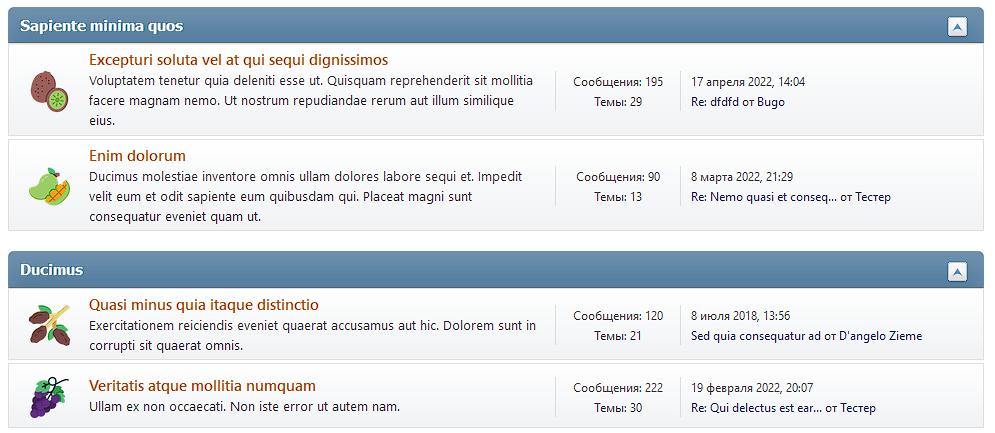 Sapiente minima quos
Excepturi soluta vel at qui sequi dignissimos
Voluptatem tenetur quia deleniti esse ut. Quisquam reprehenderit sit mollitia
facere magnam nemo. Ut nostrum repudiandae rerum aut illum similique
eius.
Сообщения: 195
Темы: 29
17 апреля 2022, 14:04
Re: dfdfd от Bugo
Enim dolorum
Ducimus molestiae inventore omnis ullam dolores labore sequi et. Impedit
velit eum et odit sapiente eum quibusdam qui. Placeat magni sunt
consequatur eveniet quam ut.
Сообщения: 90
Темы: 13
8 марта 2022, 21:29
Re: Nemo quasi et conseq... от Тестер
Ducimus
Quasi minus quia itaque distinctio
Exercitationem reiciendis eveniet quaerat accusamus aut hic. Dolorem sunt in
corrupti sit quaerat omnis.
Сообщения: 120
Темы: 21
8 июля 2018, 13:56
Sed quia consequatur ad от D'angelo Zieme
Veritatis atque mollitia numquam
Ullam ex non occaecati. Non iste error ut autem nam.
Сообщения: 222
Темы: 30
19 февраля 2022, 20:07
Re: Qui delectus est ear... от Тестер